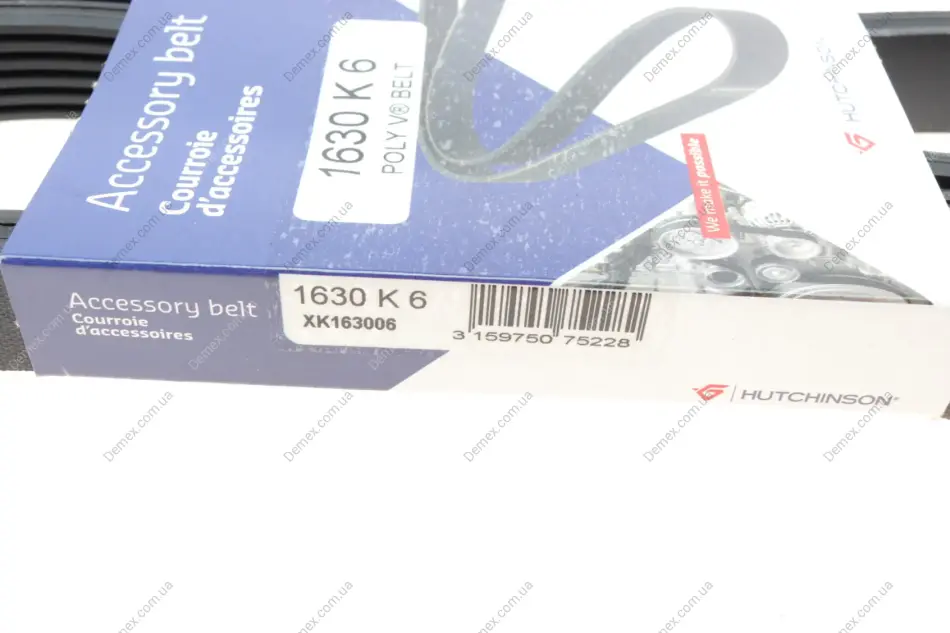 Accessory belt
Courroie
d'accessoires
1630 K 6
POLY V® BELT
We make it possible
HUTCHINSON
Accessory belt
Courroie
d'accessoires
1630 K 6
XK163006
3 159750 75228
HUTCHINSON®
Demex.com.ua